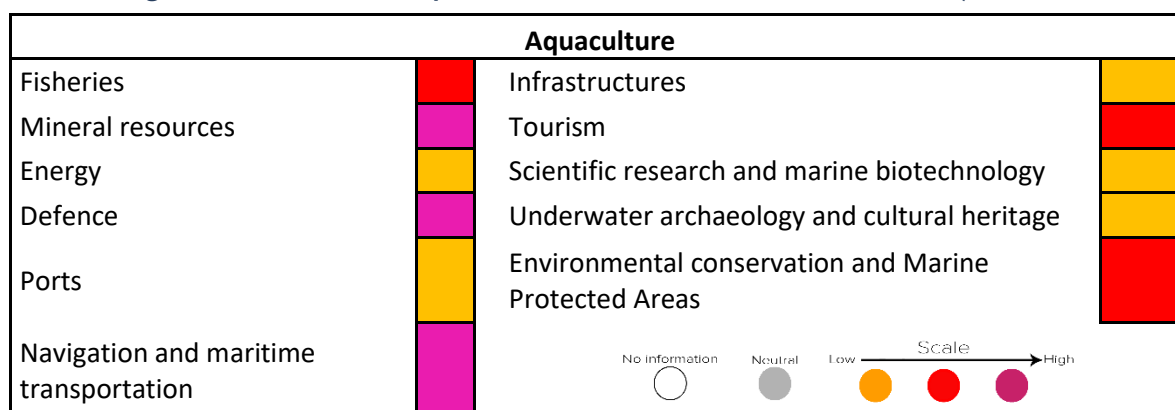 Aquaculture
Fisheries
Infrastructures
Mineral resources
Tourism
Energy
Scientific research and marine biotechnology
Defence
Underwater archaeology and cultural heritage
Ports
Environmental conservation and Marine
Protected Areas
Navigation and maritime
transportation
No information
Neutral
Low
Scale
High